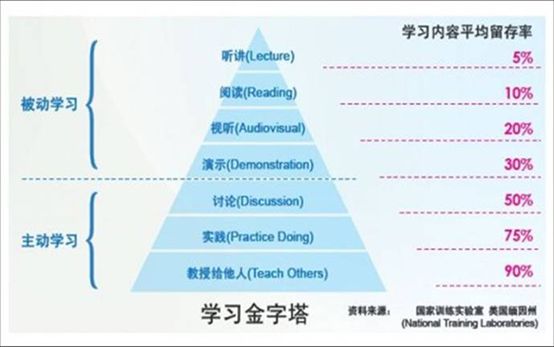 学习内容平均留存率
听讲(Lecture) 5%
阅读(Reading) 10%
被动学习
视听(Audiovisual) 20%
演示(Demonstration) 30%
讨论(Discussion) 50%
主动学习
实践(Practice Doing) 75%
教授给他人(Teach Others) 90%
学习金字塔
资料来源： 国家训练实验室 美国缅因州
(National Training Laboratories)